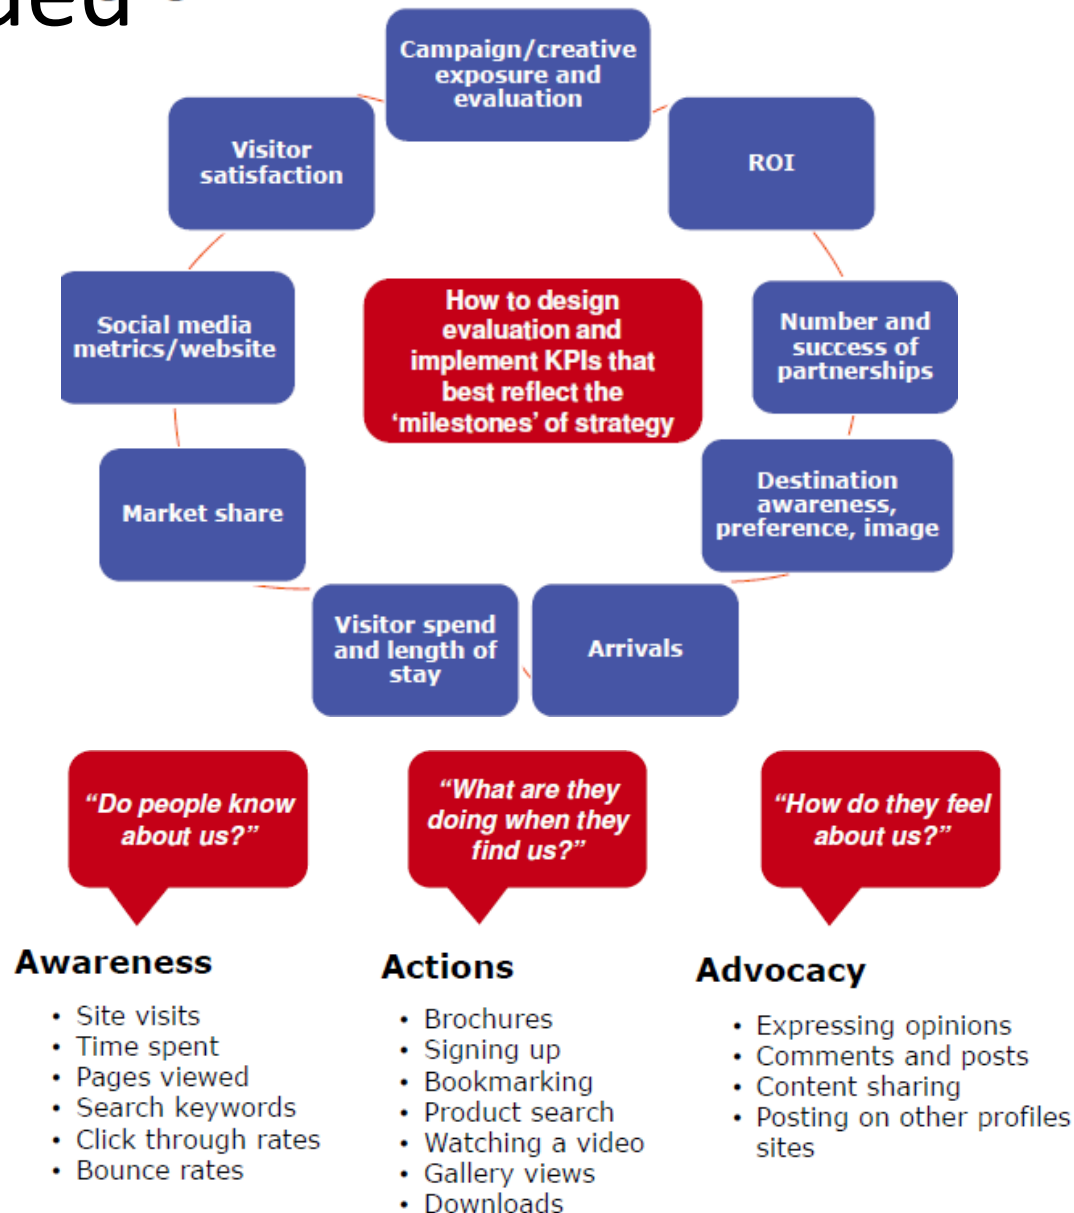 Campaign/creative
exposure and
evaluation
Visitor
satisfaction
ROI
Social media
metrics/website
How to design
evaluation and
implement KPIs that
best reflect the
‘milestones’ of strategy
Number and
success of
partnerships
Market share
Destination
awareness,
preference, image
Visitor spend
and length of
stay
Arrivals
“Do people know
about us?”
“What are they
doing when they
find us?”
“How do they feel
about us?”
Awareness
• Site visits
• Time spent
• Pages viewed
• Search keywords
• Click through rates
• Bounce rates
Actions
• Brochures
• Signing up
• Bookmarking
• Product search
• Watching a video
• Gallery views
• Downloads
Advocacy
• Expressing opinions
• Comments and posts
• Content sharing
• Posting on other profiles
sites